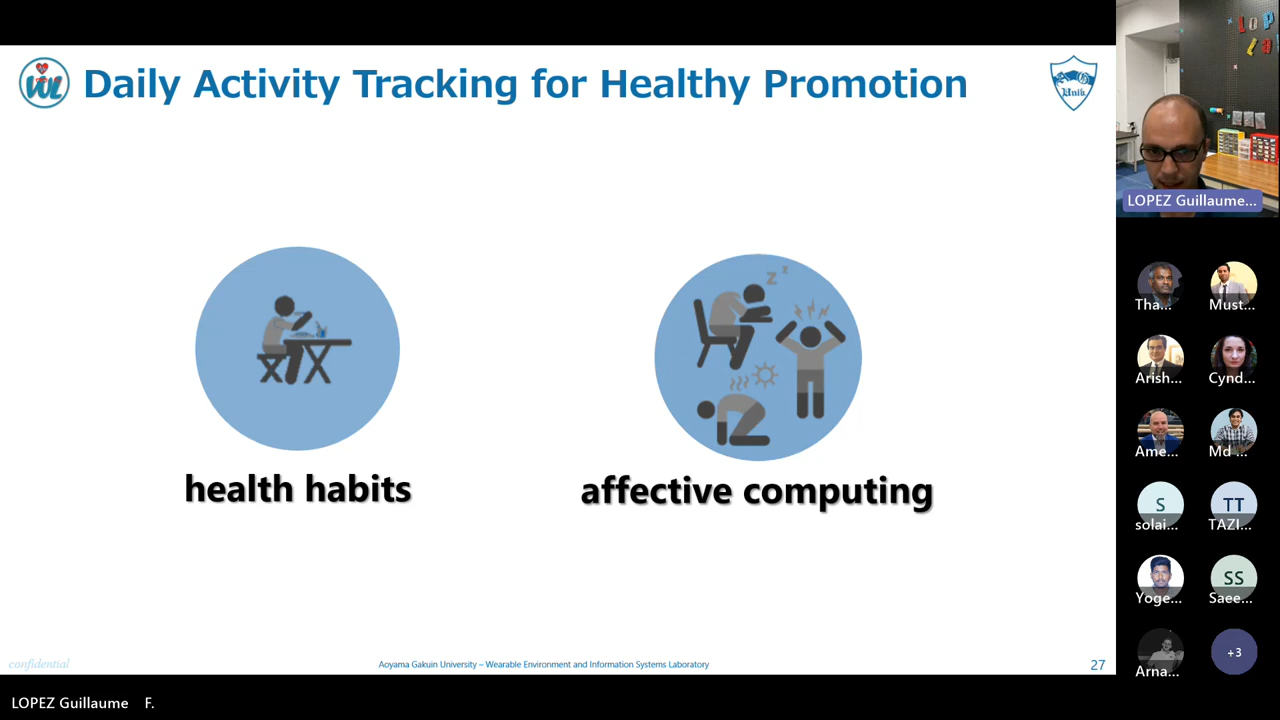 Daily Activity Tracking for Healthy Promotion
LOPEZ Guillaume...
Tha...
Must...
Arish...
Cynd...
Ame...
Md ...
S
TT
solai...
TAZI...
SS
Yoge...
Saee...
Arna...
+3
z z
health habits
affective computing
confidential
Aoyama Gakuin University – Wearable Environment and Information Systems Laboratory
27
LOPEZ Guillaume F.